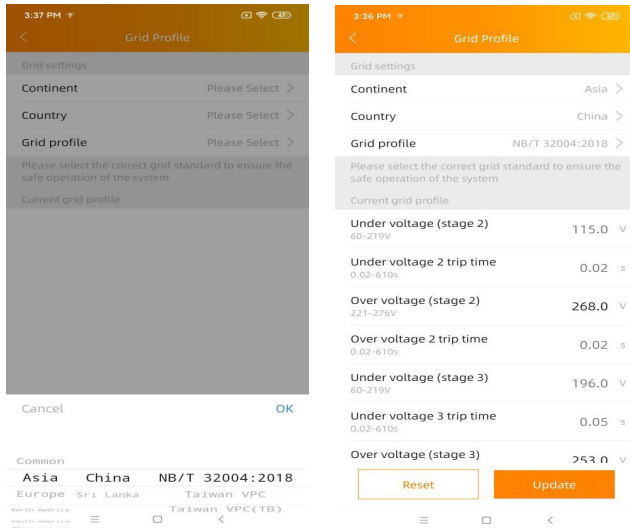 3:37 PM
47
Grid Profile
Grid settings
Continent Please Select
Country Please Select
Grid profile Please Select
Please select the correct grid standard to ensure the
safe operation of the system
Current grid profile
Cancel OK
Common
Asia China NB/T 32004:2018
Europe Sri Lanka Taiwan VPC
North America Taiwan VPC(TB)
South America
3:36 PM
Grid Profile
Grid settings
Continent Asia
Country China
Grid profile NB/T 32004:2018
Please select the correct grid standard to ensure the
safe operation of the system
Current grid profile
Under voltage (stage 2) 115.0 V
60-219V
Under voltage 2 trip time 0.02 s
0.02-610s
Over voltage (stage 2) 268.0 V
221-276V
Over voltage 2 trip time 0.02 s
0.02-610s
Under voltage (stage 3) 196.0 V
60-219V
Under voltage 3 trip time 0.05 s
0.02-610s
Over voltage (stage 3) 253.0 V
Reset Update